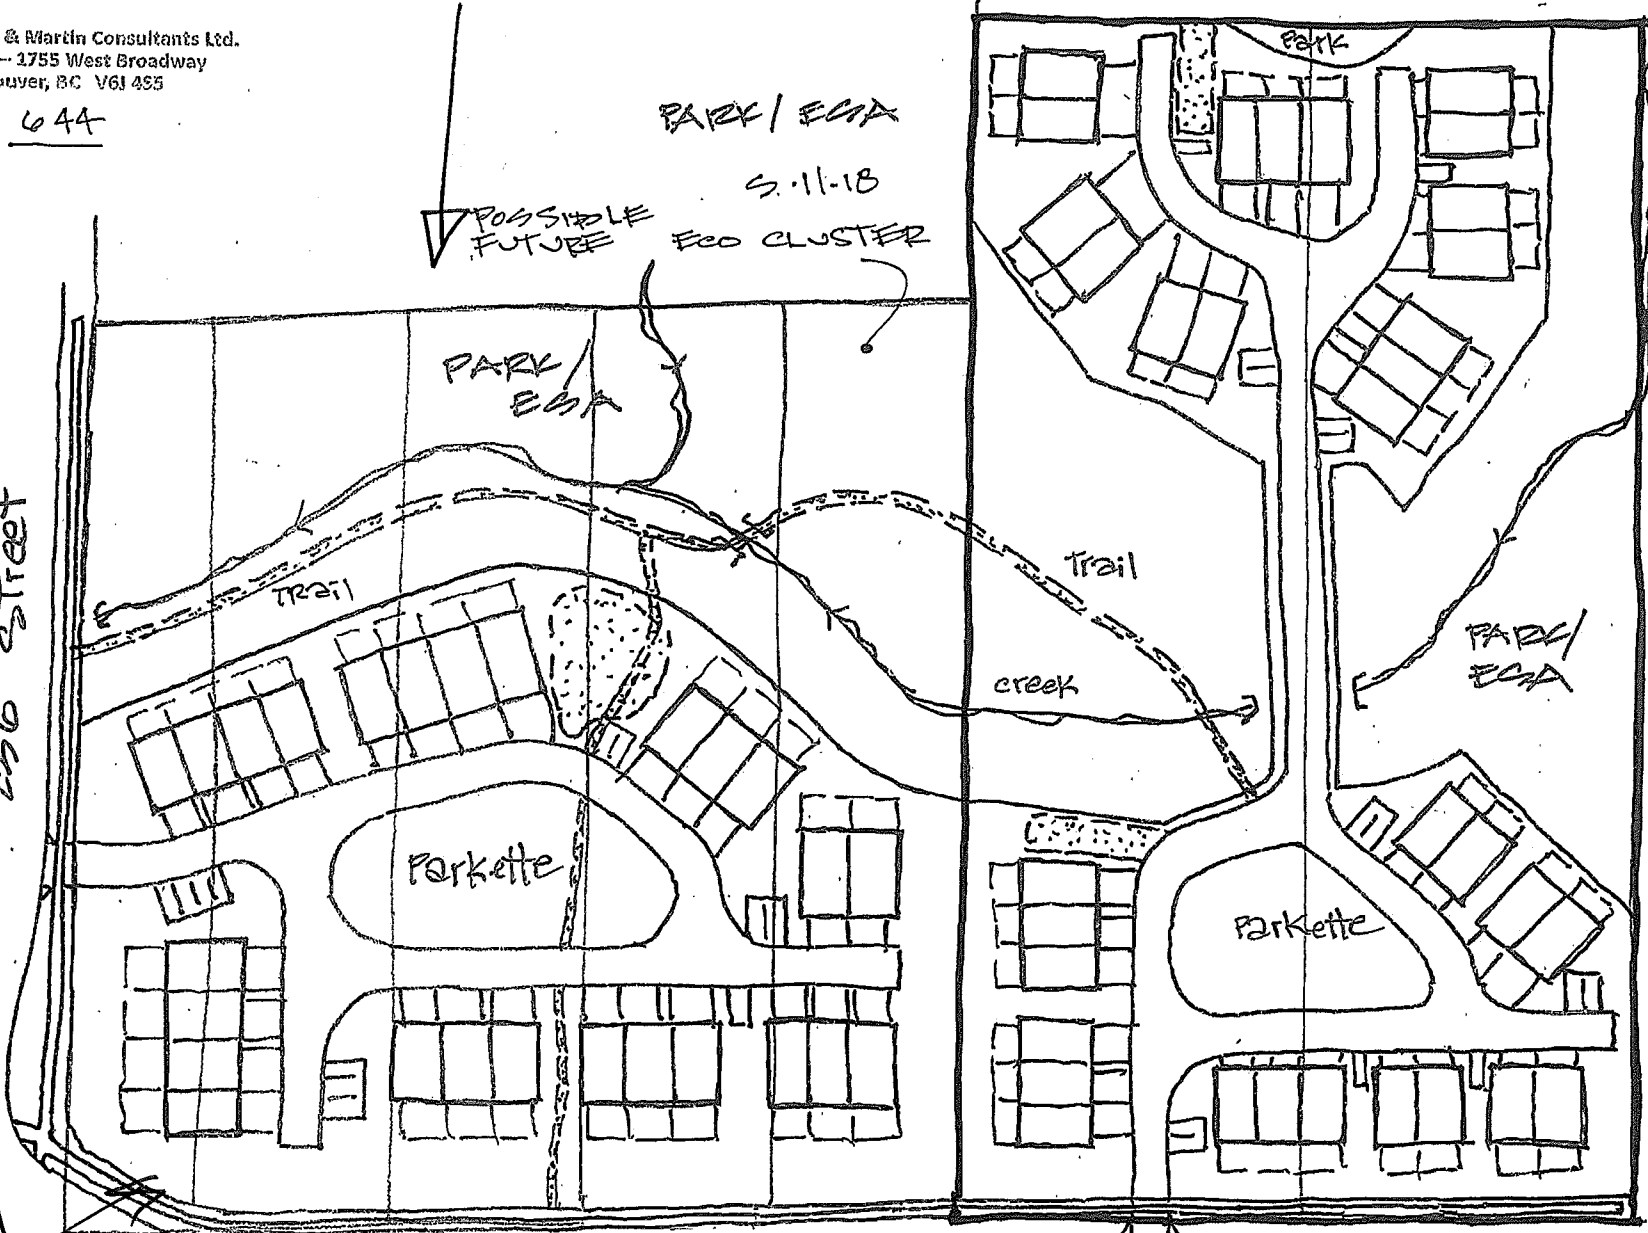 & Martin Consultants Ltd.
1755 West Broadway
ouver, BC V6J 4S5
644
PARK / ESA
S.·11·18
POSSIBLE
FUTURE
ECO CLUSTER
PARK /
ESA
Park
Trail
Trail
creek
PARK/
ESA
Parkette
Parkette
Street